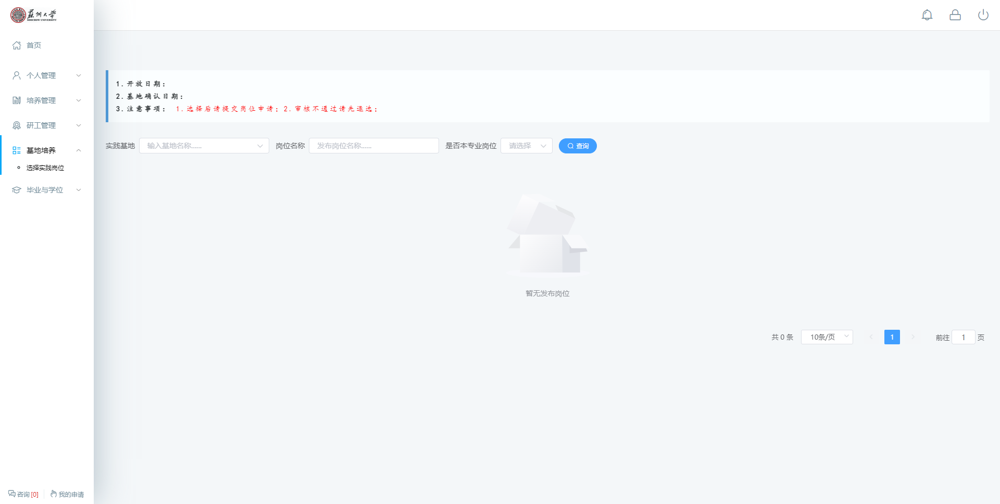 蘇州大學
SOOCHOW UNIVERSITY
首页
个人管理
培养管理
研工管理
基地培养
选择实践岗位
毕业与学位
咨询[0]
我的申请
1.开放日期：
2.基地确认日期：
3.注意事项： 1.选择后请提交岗位申请；2.审核不通过请先退选；
实践基地 输入基地名称...... 岗位名称 发布岗位名称...... 是否本专业岗位 请选择 查询
暂无发布岗位
共 0 条 10条/页 1 前往 1 页